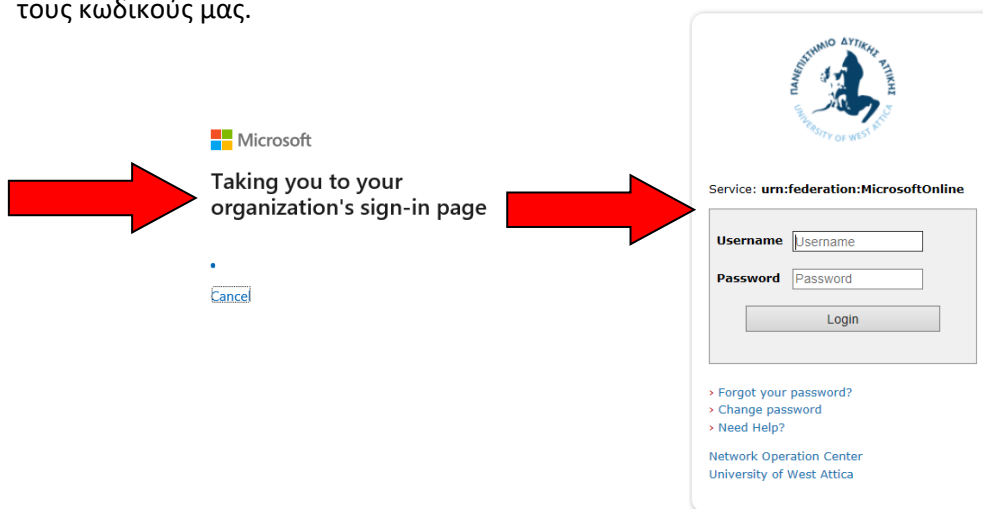 τους κωδικούς μας.
Microsoft
Taking you to your
organization's sign-in page
Cancel
ΠΑΝΕΠΙΣΤΗΜΙΟ ΔΥΤΙΚΗΣ ΑΤΤΙΚΗΣ
UNIVERSITY OF WEST ATTICA
Service: urn:federation:MicrosoftOnline
Username Username
Password Password
Login
› Forgot your password?
› Change password
› Need Help?
Network Operation Center
University of West Attica